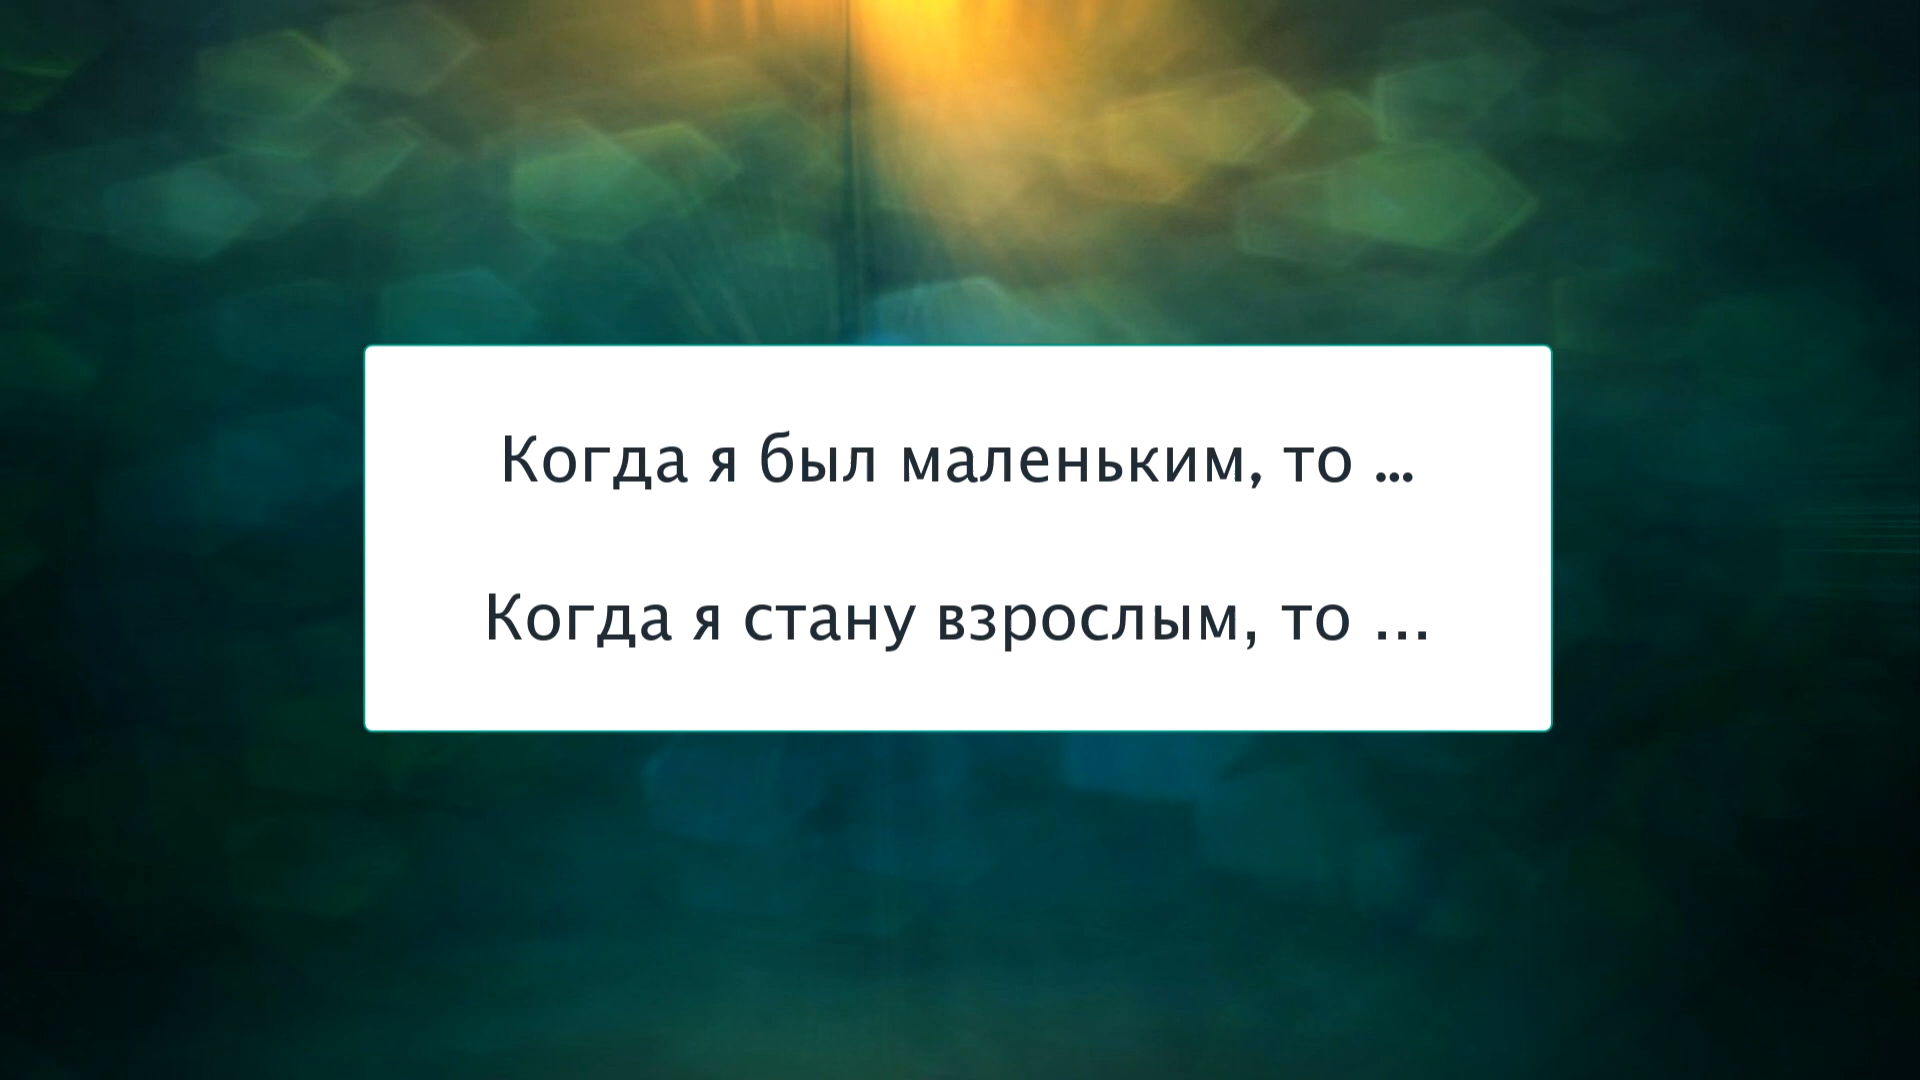 Когда я был маленьким, то ...
Когда я стану взрослым, то ...